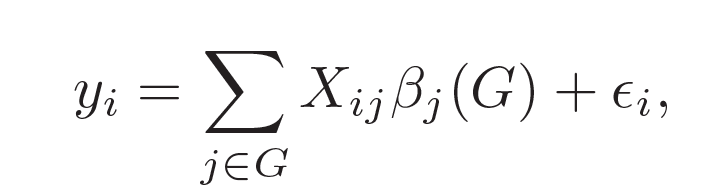 y_i = \sum_{j \in G} X_{ij} \beta_j(G) + \epsilon_i,